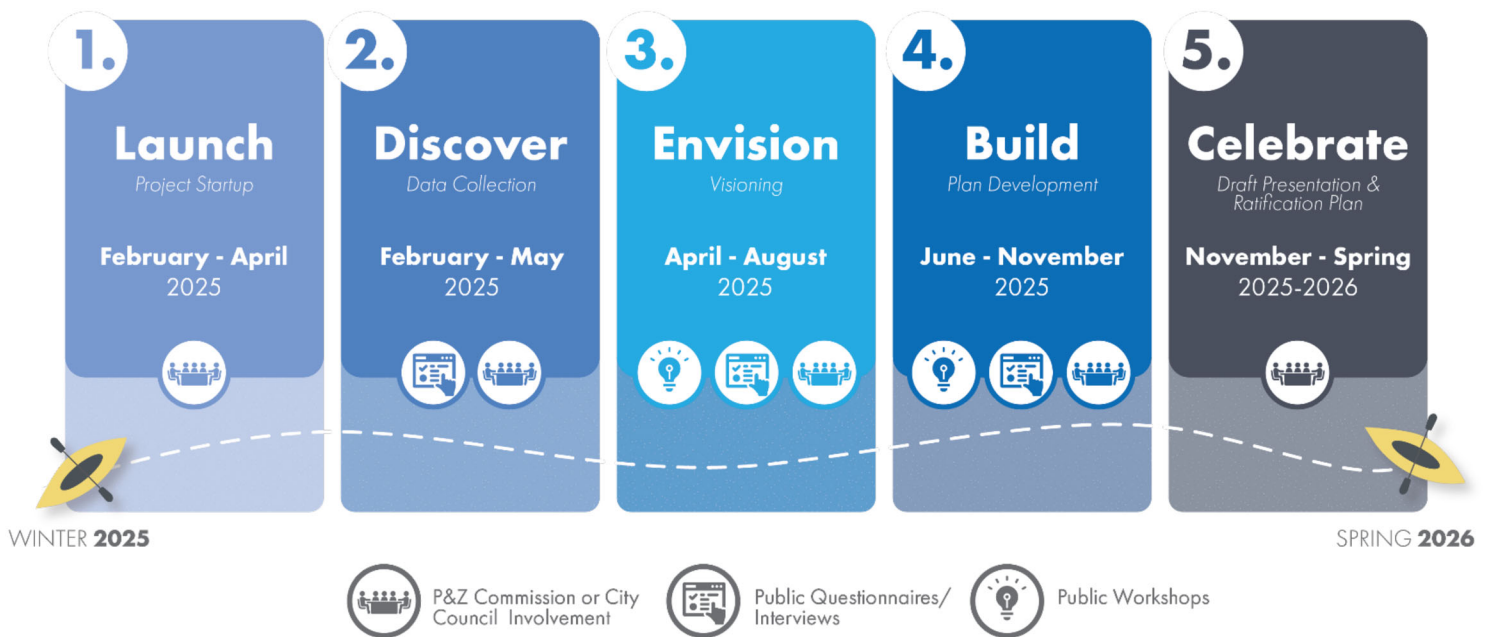 1.
Launch
Project Startup
February - April
2025
2.
Discover
Data Collection
February - May
2025
3.
Envision
Visioning
April - August
2025
4.
Build
Plan Development
June - November
2025
5.
Celebrate
Draft Presentation &
Ratification Plan
November - Spring
2025-2026
WINTER 2025
SPRING 2026
P&Z Commission or City
Council Involvement
Public Questionnaires/
Interviews
Public Workshops